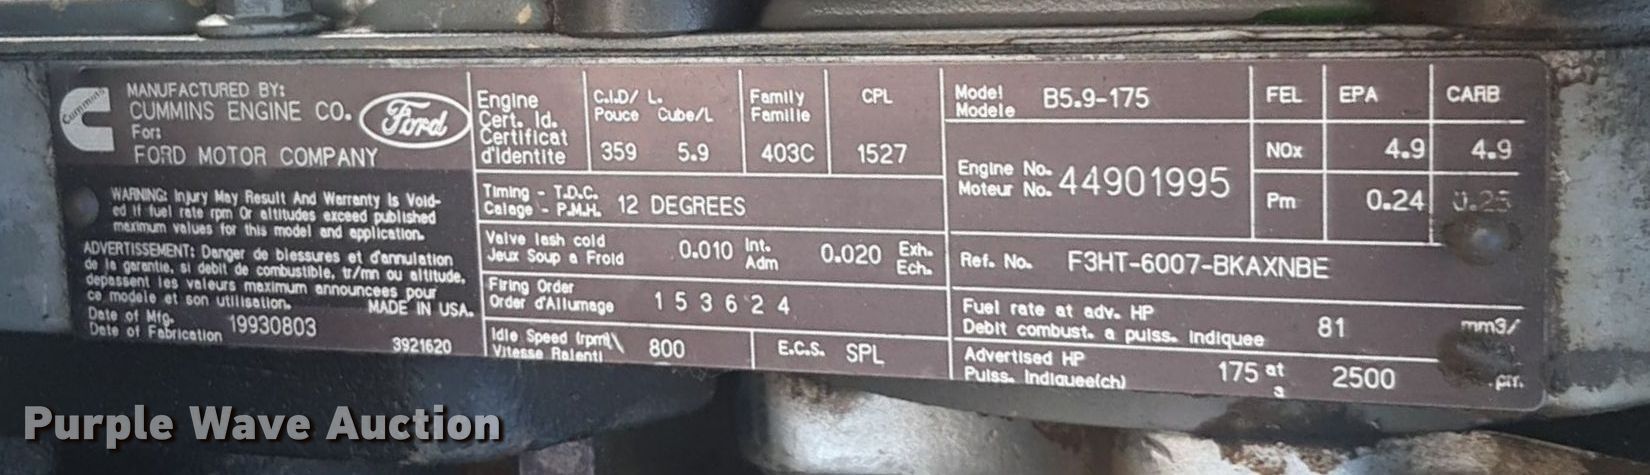 Cummins
MANUFACTURED BY:
CUMMINS ENGINE CO.
For:
FORD MOTOR COMPANY
Ford
WARNING: Injury May Result And Warranty Is Void-
ed If fuel rate rpm Or altitudes exceed published
maximum values for this model and application.
ADVERTISSEMENT: Danger de blessures et d'annulation
de la garantie, si debit de combustible, tr/mn ou altitude,
depassent les valeurs maximum annoncees pour
ce modele et son utilisation.
MADE IN USA.
Date of Mfg.
Date of Fabrication 19930803
3921620
Engine
Cert. Id.
Certificat
d'Identite
C.I.D/ L.
Pouce Cube/L
359 5.9
Family
Famille
403C
CPL
1527
Timing - T.D.C.
Calage - P.M.H. 12 DEGREES
Valve lash cold
Jeux Soup a Froid
0.010 Int.
Adm
0.020 Exh.
Ech.
Firing Order
Order d'Allumage 1 5 3 6 2 4
Idle Speed (rpm)
Vitesse Ralenti 800
E.C.S. SPL
Model
Modele B5.9-175
Engine No.
Moteur No. 44901995
FEL EPA CARB
NOx 4.9 4.9
Pm 0.24 0.25
Ref. No. F3HT-6007-BKAXNBE
Fuel rate at adv. HP
Debit combust. a puiss. indiquee 81 mm3/
Advertised HP
Puiss. Indiquee(ch) 175 at
a
2500
Purple Wave Auction